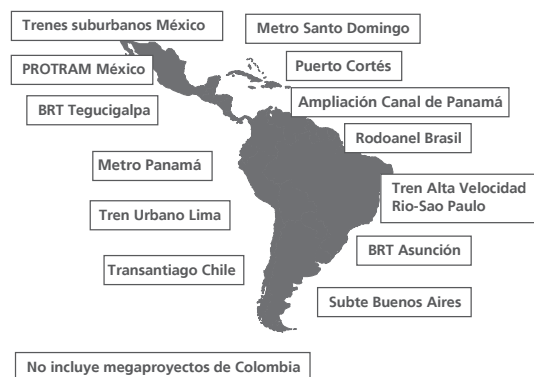 Trenes suburbanos México
Metro Santo Domingo
PROTRAM México
Puerto Cortés
BRT Tegucigalpa
Ampliación Canal de Panamá
Rodoanel Brasil
Metro Panamá
Tren Alta Velocidad
Rio-Sao Paulo
Tren Urbano Lima
BRT Asunción
Transantiago Chile
Subte Buenos Aires
No incluye megaproyectos de Colombia